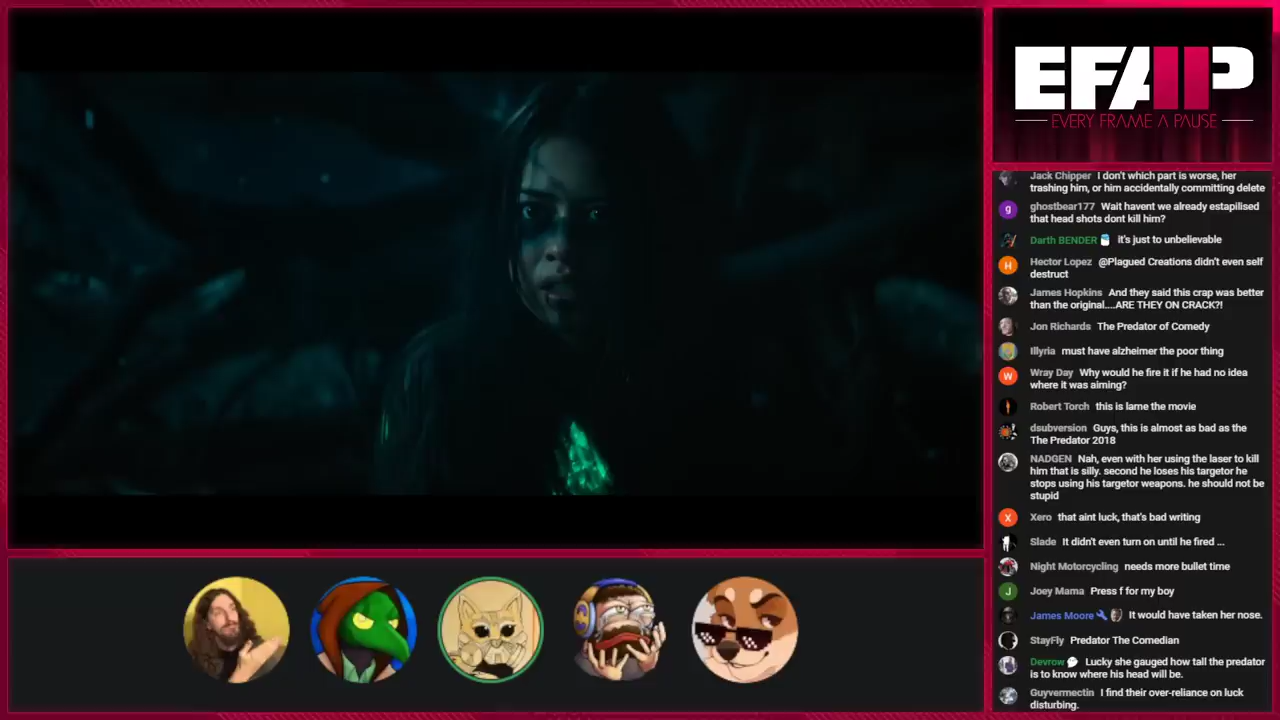 EFAP
EVERY FRAME A PAUSE
Jack Chipper I don't which part is worse, her
trashing him, or him accidentally committing delete
ghostbear177 Wait havent we already estapilised
that head shots dont kill him?
Darth BENDER it's just to unbelievable
Hector Lopez @Plagued Creations didn't even self
destruct
James Hopkins And they said this crap was better
than the original....ARE THEY ON CRACK?!
Jon Richards The Predator of Comedy
Illyria must have alzheimer the poor thing
Wray Day Why would he fire it if he had no idea
where it was aiming?
Robert Torch this is lame the movie
dsubversion Guys, this is almost as bad as the
The Predator 2018
NADGEN Nah, even with her using the laser to kill
him that is silly. second he loses his targetor he
stops using his targetor weapons. he should not be
stupid
Xero that aint luck, that's bad writing
Slade It didn't even turn on until he fired ...
Night Motorcycling needs more bullet time
Joey Mama Press f for my boy
James Moore It would have taken her nose.
StayFly Predator The Comedian
Devrow Lucky she gauged how tall the predator
is to know where his head will be.
Guyvermectin I find their over-reliance on luck
disturbing.